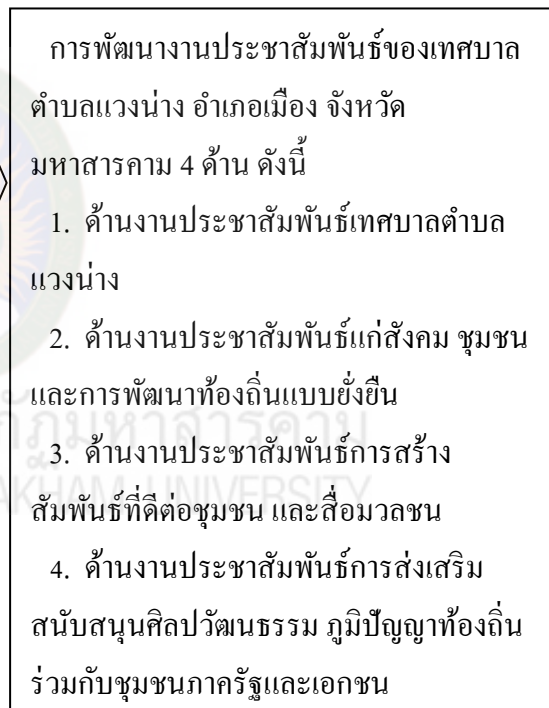 การพัฒนางานประชาสัมพันธ์ของเทศบาล
ตำบลแวงน่าง อำเภอเมือง จังหวัด
มหาสารคาม 4 ด้าน ดังนี้
1. ด้านงานประชาสัมพันธ์เทศบาลตำบล
แวงน่าง
2. ด้านงานประชาสัมพันธ์แก่สังคม ชุมชน
และการพัฒนาท้องถิ่นแบบยั่งยืน
3. ด้านงานประชาสัมพันธ์การสร้าง
สัมพันธ์ที่ดีต่อชุมชน และสื่อมวลชน
4. ด้านงานประชาสัมพันธ์การส่งเสริม
สนับสนุนศิลปวัฒนธรรม ภูมิปัญญาท้องถิ่น
ร่วมกับชุมชนภาครัฐและเอกชน